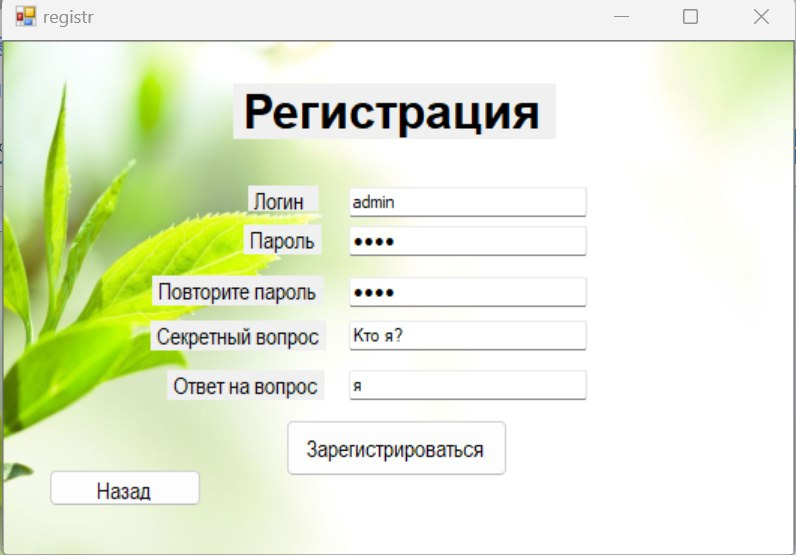 registr
Регистрация
Логин admin
Пароль ••••
Повторите пароль ••••
Секретный вопрос Кто я?
Ответ на вопрос я
Зарегистрироваться
Назад